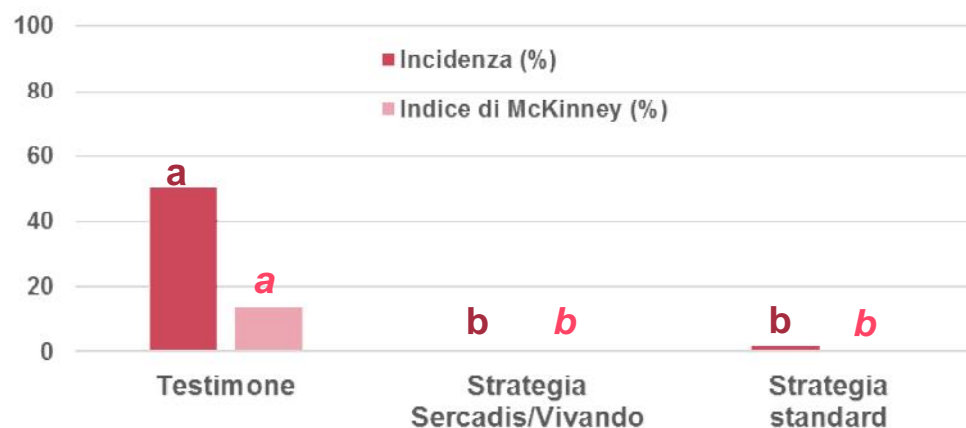 100
80
60
40
20
0
Incidenza (%)
Indice di McKinney (%)
a
a
b
b
b
b
Testimone
Strategia
Sercadis/Vivando
Strategia
standard